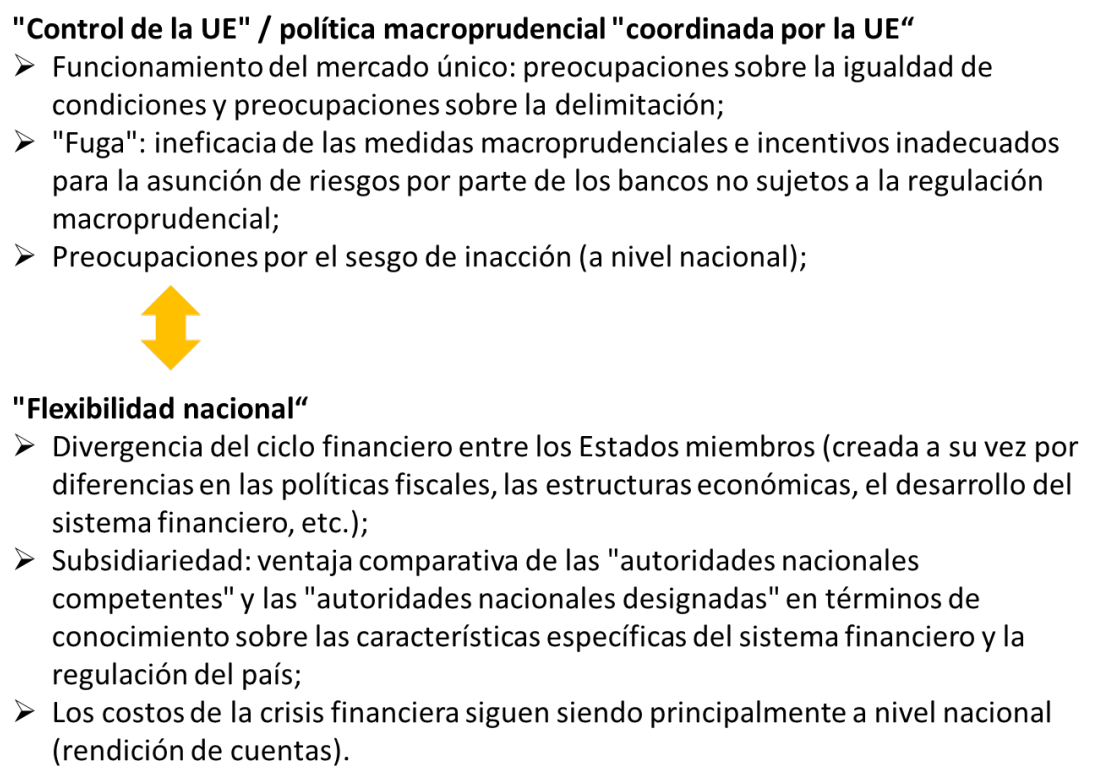 "Control de la UE" / política macroprudencial "coordinada por la UE“
➢ Funcionamiento del mercado único: preocupaciones sobre la igualdad de
condiciones y preocupaciones sobre la delimitación;
➢ "Fuga": ineficacia de las medidas macroprudenciales e incentivos inadecuados
para la asunción de riesgos por parte de los bancos no sujetos a la regulación
macroprudencial;
➢ Preocupaciones por el sesgo de inacción (a nivel nacional);
"Flexibilidad nacional“
➢ Divergencia del ciclo financiero entre los Estados miembros (creada a su vez por
diferencias en las políticas fiscales, las estructuras económicas, el desarrollo del
sistema financiero, etc.);
➢ Subsidiariedad: ventaja comparativa de las "autoridades nacionales
competentes" y las "autoridades nacionales designadas" en términos de
conocimiento sobre las características específicas del sistema financiero y la
regulación del país;
➢ Los costos de la crisis financiera siguen siendo principalmente a nivel nacional
(rendición de cuentas).